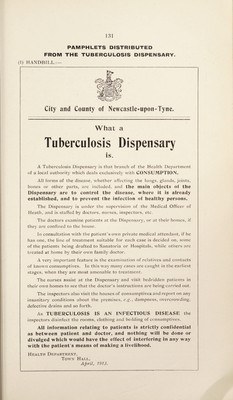 131
PAMPHLETS DISTRIBUTED
FROM THE TUBERCULOSIS DISPENSARY.
(1) HANDBILL:—
City and County of Newcastle-upon-Tyne.
What a
Tuberculosis Dispensary
is.
A Tuberculosis Dispensary is that branch of the Health Department
of a local authority which deals exclusively with CONSUMPTION.
All forms of the disease, whether affecting the lungs, glands, joints,
bones or other parts, are included, and the main objects of the
Dispensary are to control the disease, where it is already
established, and to prevent the infection of healthy persons.
The Dispensary is under the supervision of the Medical Officer of
Health, and is staffed by doctors, nurses, inspectors, etc.
The doctors examine patients at the Dispensary, or at their homes, if
they are confined to the house.
In consultation with the patient's own private medical attendant, if he
has one, the line of treatment suitable for each case is decided on, some
of the patients being drafted to Sanatoria or Hospitals, while others are
treated at home by their own family doctor.
A very important feature is the examination of relatives and contacts
of known consumptives. In this way many cases are caught in the earliest
stages, when they are most amenable to treatment.
The nurses assist at the Dispensary and visit bedridden patients in
their own homes to see that the doctor's instructions are being carried out.
The inspectors also visit the houses of consumptives and report on any
insanitary conditions about the premises, e.g., dampness, overcrowding,
defective drains and so forth.
As TUBERCULOSIS IS AN INFECTIOUS DISEASE the
inspectors disinfect the rooms, clothing and bedding of consumptives.
All information relating to patients is strictly confidential
as between patient and doctor, and nothing will be done or
divulged which would have the effect of interfering in any way
with the patient's means of making a livelihood.
HEALTH DEPARTMENT,
TOWN HALL,
April, 1913.